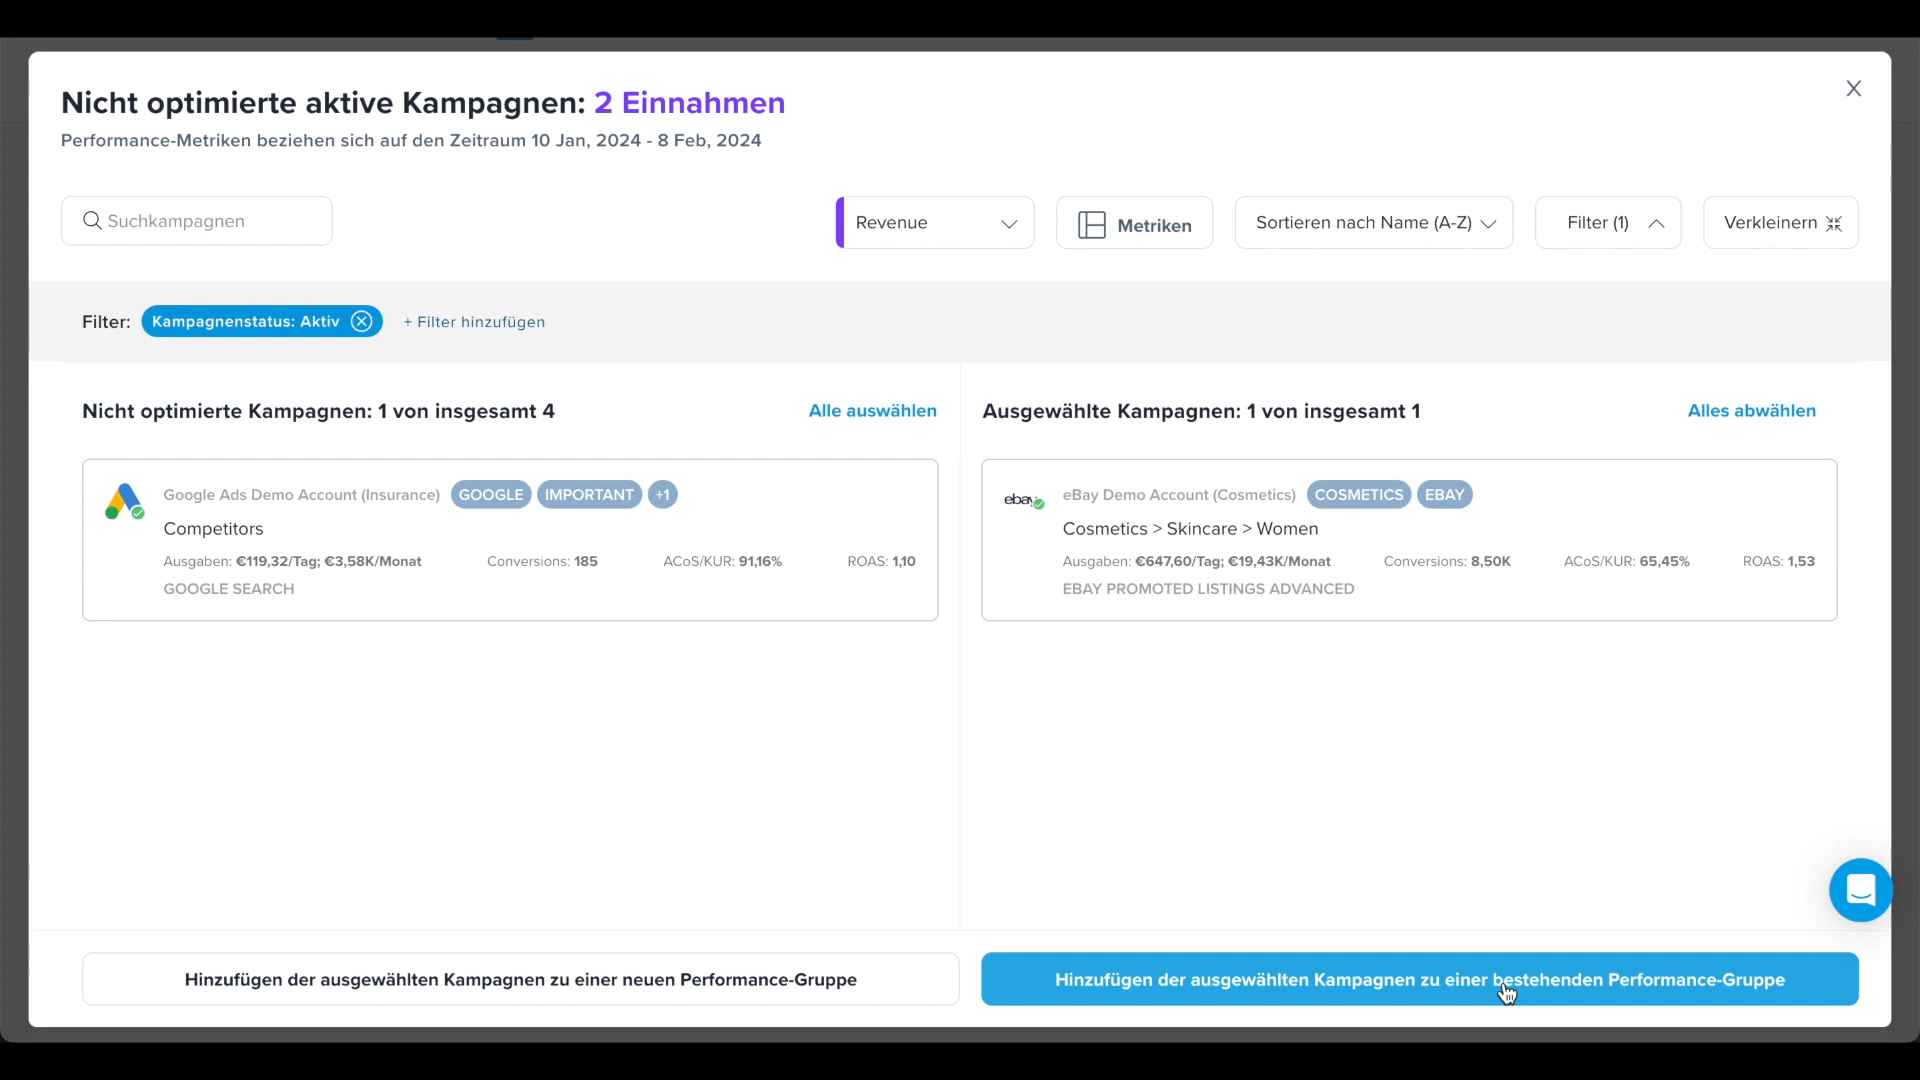 Nicht optimierte aktive Kampagnen: 2 Einnahmen
Performance-Metriken beziehen sich auf den Zeitraum 10 Jan, 2024 - 8 Feb, 2024
Suchkampagnen
Revenue
Metriken
Sortieren nach Name (A-Z)
Filter (1)
Verkleinern
Filter: Kampagnenstatus: Aktiv + Filter hinzufügen
Nicht optimierte Kampagnen: 1 von insgesamt 4
Alle auswählen
Google Ads Demo Account (Insurance) GOOGLE IMPORTANT +1
Competitors
Ausgaben: €119,32/Tag; €3,58K/Monat Conversions: 185 ACoS/KUR: 91,16% ROAS: 1,10
GOOGLE SEARCH
Ausgewählte Kampagnen: 1 von insgesamt 1
Alles abwählen
ebay
eBay Demo Account (Cosmetics) COSMETICS EBAY
Cosmetics > Skincare > Women
Ausgaben: €647,60/Tag; €19,43K/Monat Conversions: 8,50K ACoS/KUR: 65,45% ROAS: 1,53
EBAY PROMOTED LISTINGS ADVANCED
Hinzufügen der ausgewählten Kampagnen zu einer neuen Performance-Gruppe
Hinzufügen der ausgewählten Kampagnen zu einer bestehenden Performance-Gruppe